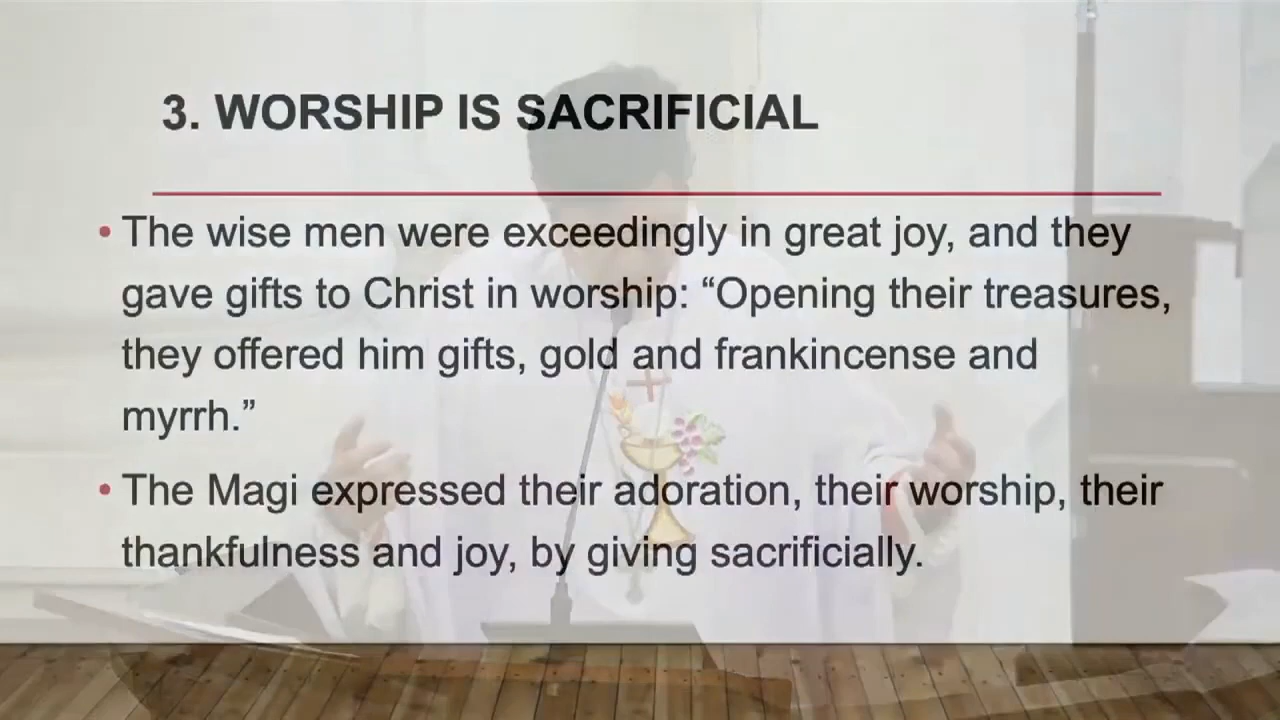 3. WORSHIP IS SACRIFICIAL
• The wise men were exceedingly in great joy, and they
gave gifts to Christ in worship: “Opening their treasures,
they offered him gifts, gold and frankincense and
myrrh.”
• The Magi expressed their adoration, their worship, their
thankfulness and joy, by giving sacrificially.